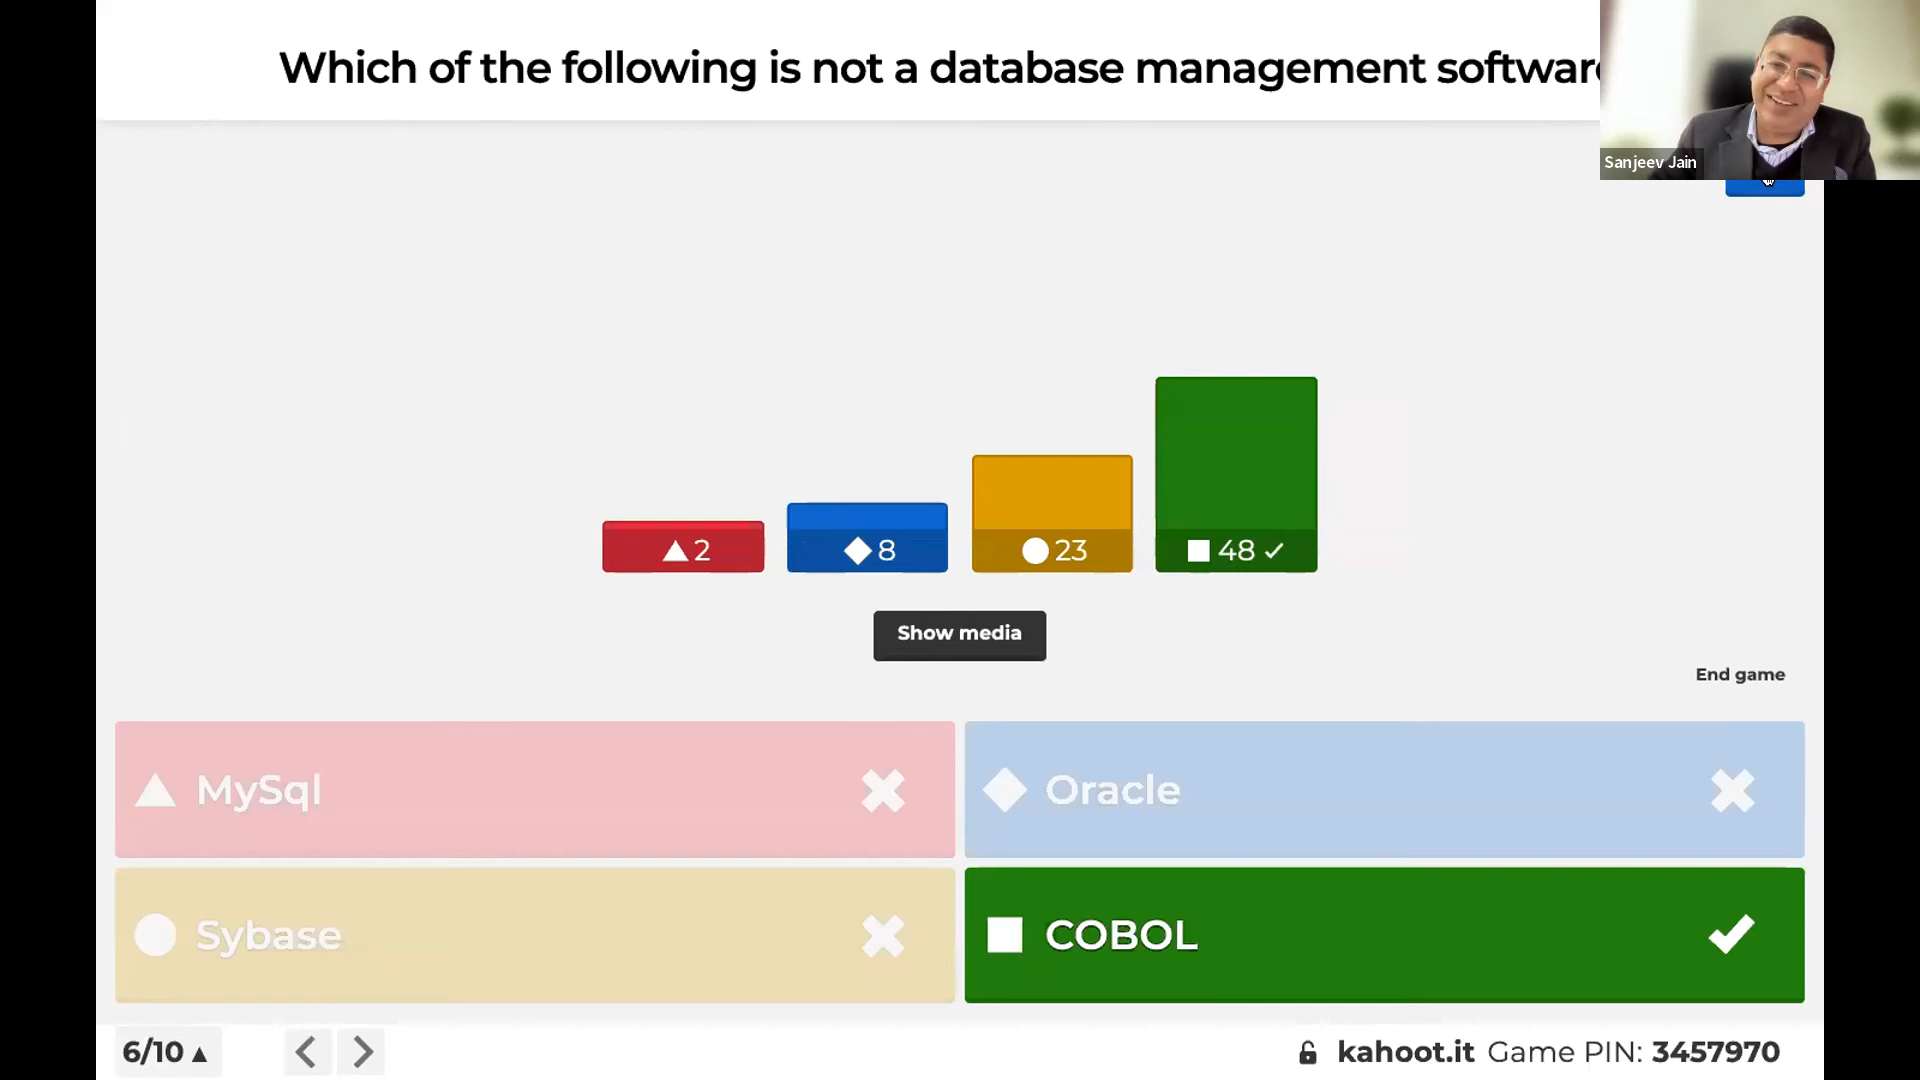 Which of the following is not a database management software
Sanjeev Jain
2
8
23
48
Show media
End game
MySql
Oracle
Sybase
COBOL
6/10
kahoot.it Game PIN: 3457970